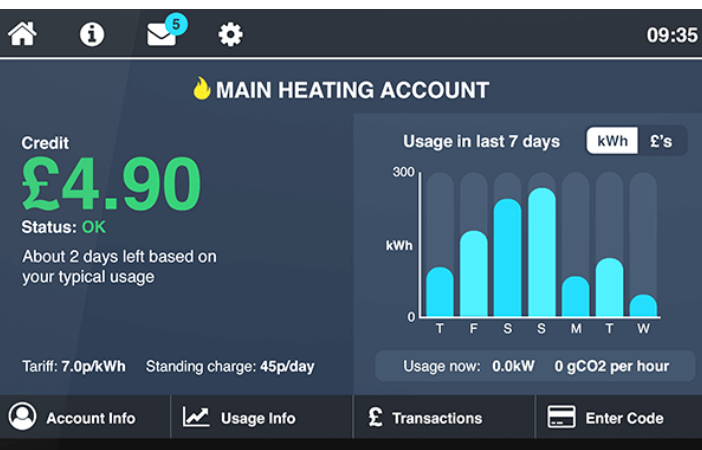 5
09:35
MAIN HEATING ACCOUNT
Credit
£4.90
Status: OK
About 2 days left based on
your typical usage
Tariff: 7.0p/kWh Standing charge: 45p/day
Usage in last 7 days
kWh £'s
300
kWh
0
T F S S M T W
Usage now: 0.0kW 0 gCO2 per hour
Account Info
Usage Info
£ Transactions
Enter Code